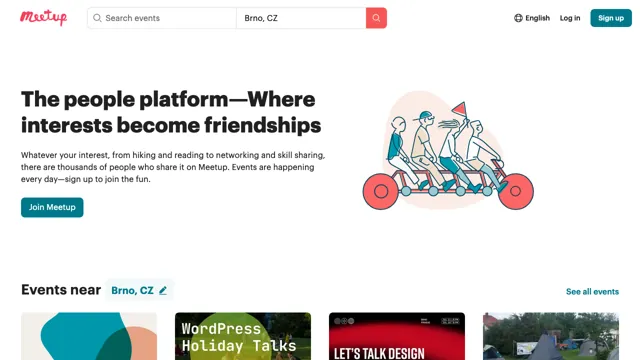 Meetup
Search events
Brno, CZ
English
Log in
Sign up
The people platform—Where
interests become friendships
Whatever your interest, from hiking and reading to networking and skill sharing,
there are thousands of people who share it on Meetup. Events are happening
every day—sign up to join the fun.
Join Meetup
Events near
Brno, CZ
See all events
WordPress
Holiday Talks
LET'S TALK DESIGN